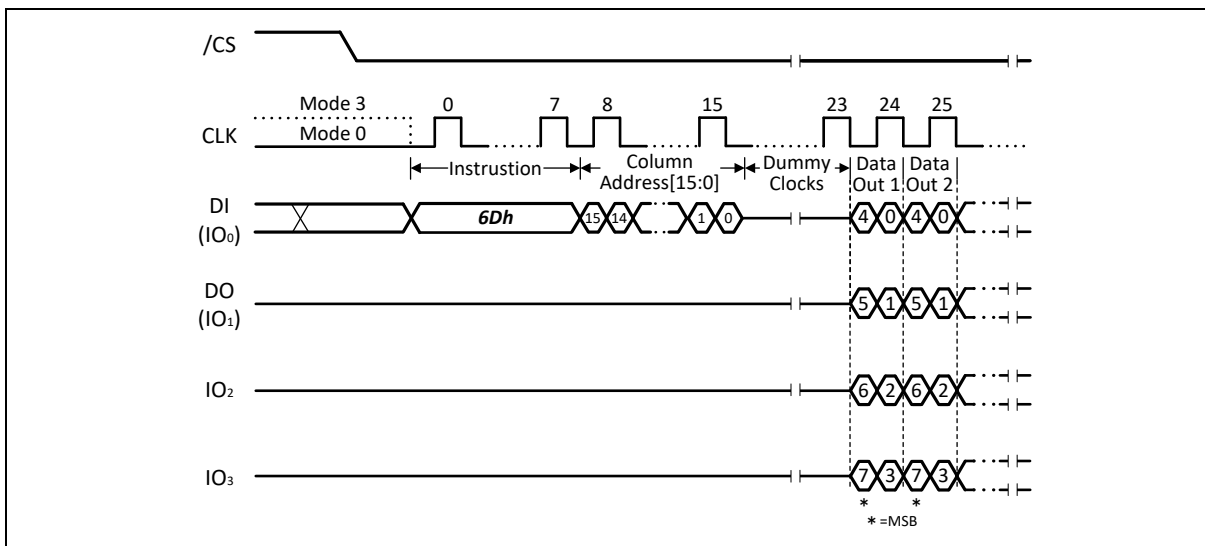 /CS
Mode 3 0 7 8 15 23 24 25
CLK Mode 0
Instrustion Column Address[15:0] Dummy Clocks Data Out 1 Data Out 2
DI (IO0) 6Dh 15 14 1 0 4 0 4 0
DO (IO1) 5 1 5 1
IO2 6 2 6 2
IO3 7 3 7 3
* *
* =MSB